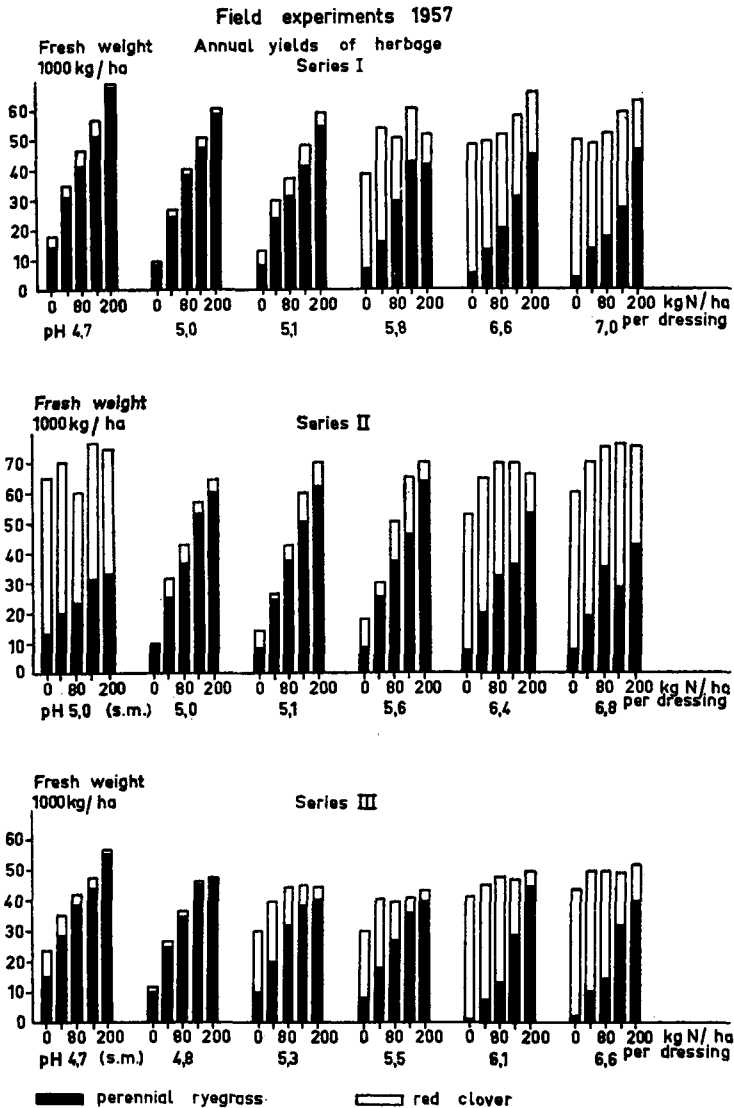 Field experiments 1957
Fresh weight Annual yields of herbage
1000 kg/ha Series I
60
50
40
30
20
10
0
0 80 200 0 80 200 0 80 200 0 80 200 0 80 200 0 80 200 kg N/ha
pH 4,7 5,0 5,1 5,8 6,6 7,0 per dressing
Fresh weight
1000 kg/ha Series II
70
60
50
40
30
20
10
0
0 80 200 0 80 200 0 80 200 0 80 200 0 80 200 0 80 200 kg N/ha
pH 5,0 (s.m.) 5,0 5,1 5,6 6,4 6,8 per dressing
Fresh weight
1000 kg/ha Series III
60
50
40
30
20
10
0
0 80 200 0 80 200 0 80 200 0 80 200 0 80 200 0 80 200 kg N/ha
pH 4,7 (s.m.) 4,8 5,3 5,5 6,1 6,6 per dressing
perennial ryegrass red clover